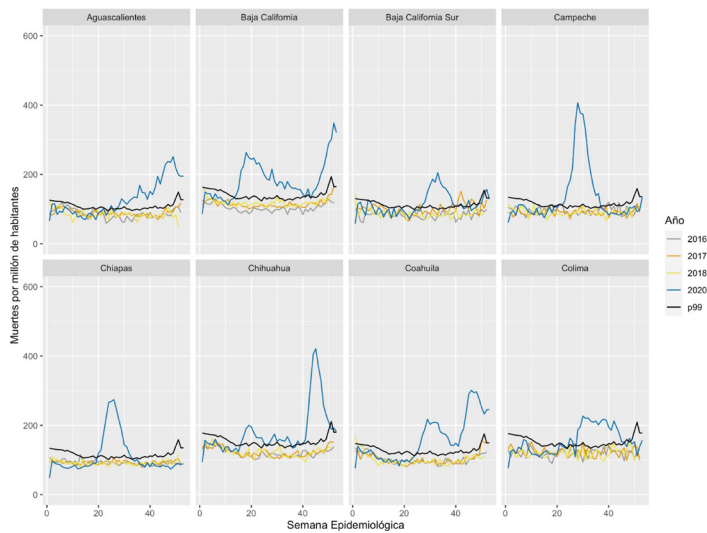 Aguascalientes Baja California Baja California Sur Campeche
600
400
200
0
Chiapas Chihuahua Coahuila Colima
600
400
200
0
0 20 40 0 20 40 0 20 40 0 20 40
Semana Epidemiológica
Muertes por millón de habitantes
Año
2016
2017
2018
2020
p99